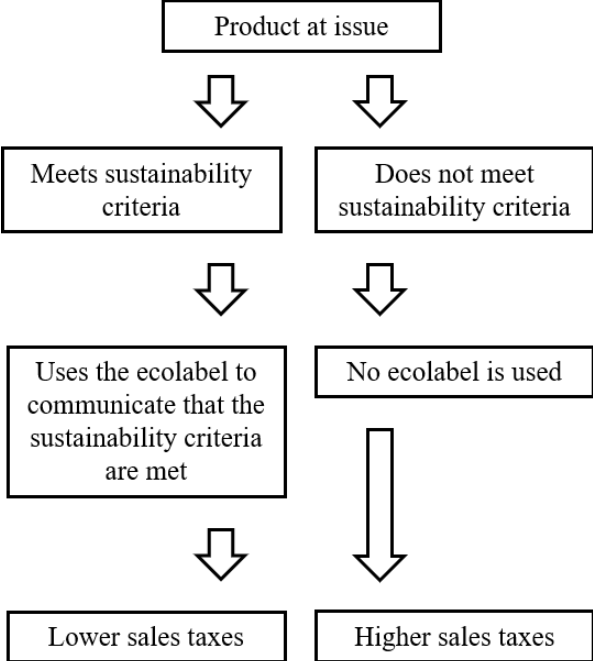 Product at issue
Meets sustainability
criteria
Does not meet
sustainability criteria
Uses the ecolabel to
communicate that the
sustainability criteria
are met
No ecolabel is used
Lower sales taxes
Higher sales taxes